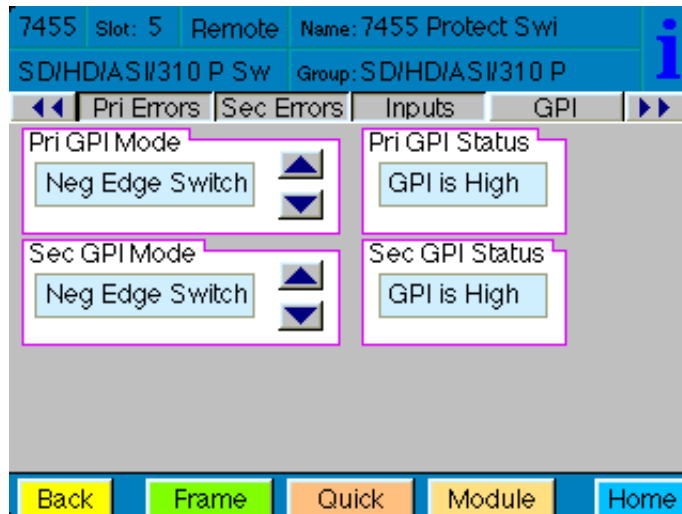 7455 Slot: 5 Remote Name: 7455 Protect Swi
SD/HD/ASI/310 P Sw Group: SD/HD/ASI/310 P
i
Pri Errors Sec Errors Inputs GPI
Pri GPI Mode Pri GPI Status
Neg Edge Switch GPI is High
Sec GPI Mode Sec GPI Status
Neg Edge Switch GPI is High
Back Frame Quick Module Home